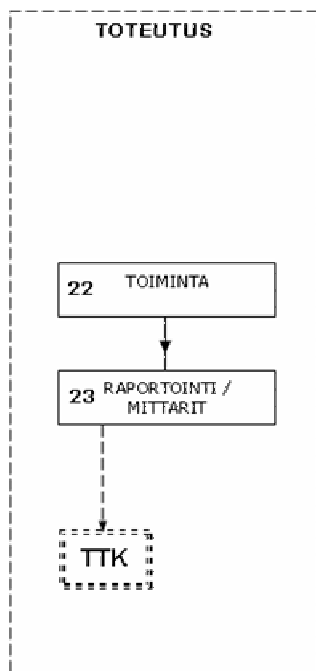 TOTEUTUS
22 TOIMINTA
23 RAPORTOINTI /
MITTARIT
TTK